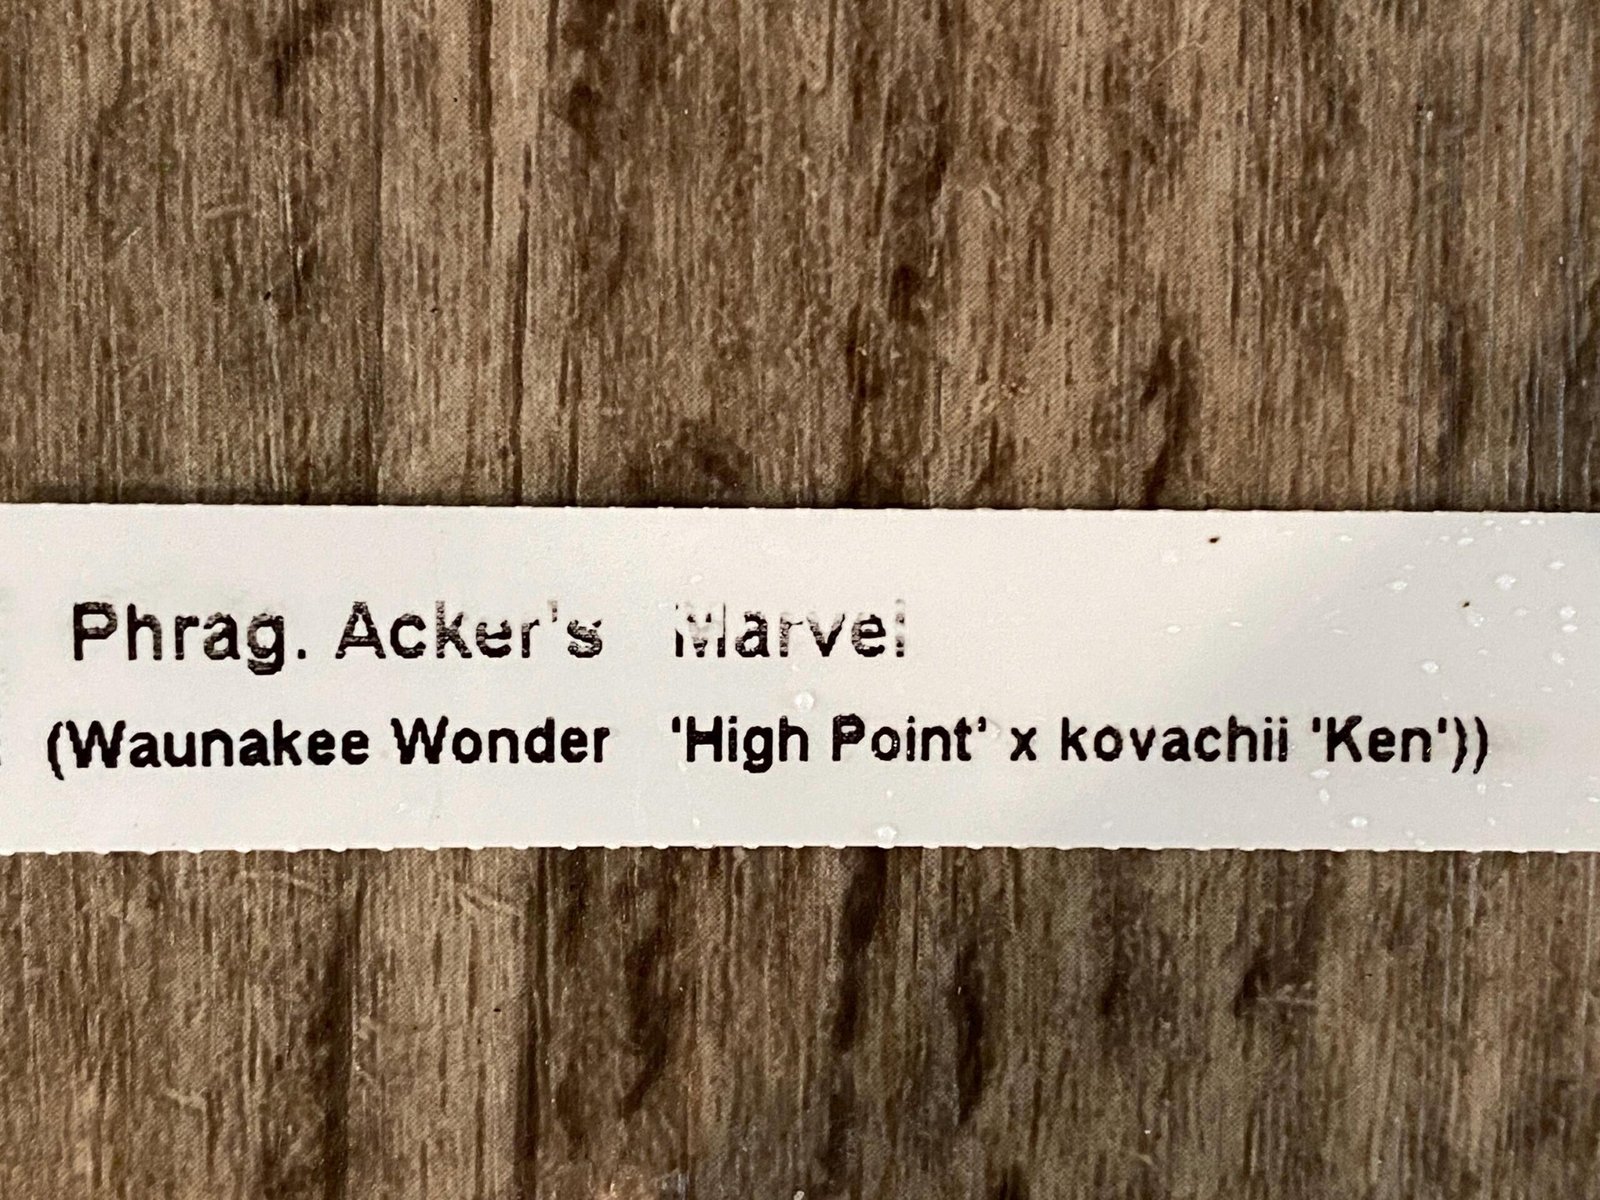 Phrag. Acker's Marvel
(Waunakee Wonder 'High Point' x kovachii 'Ken'))